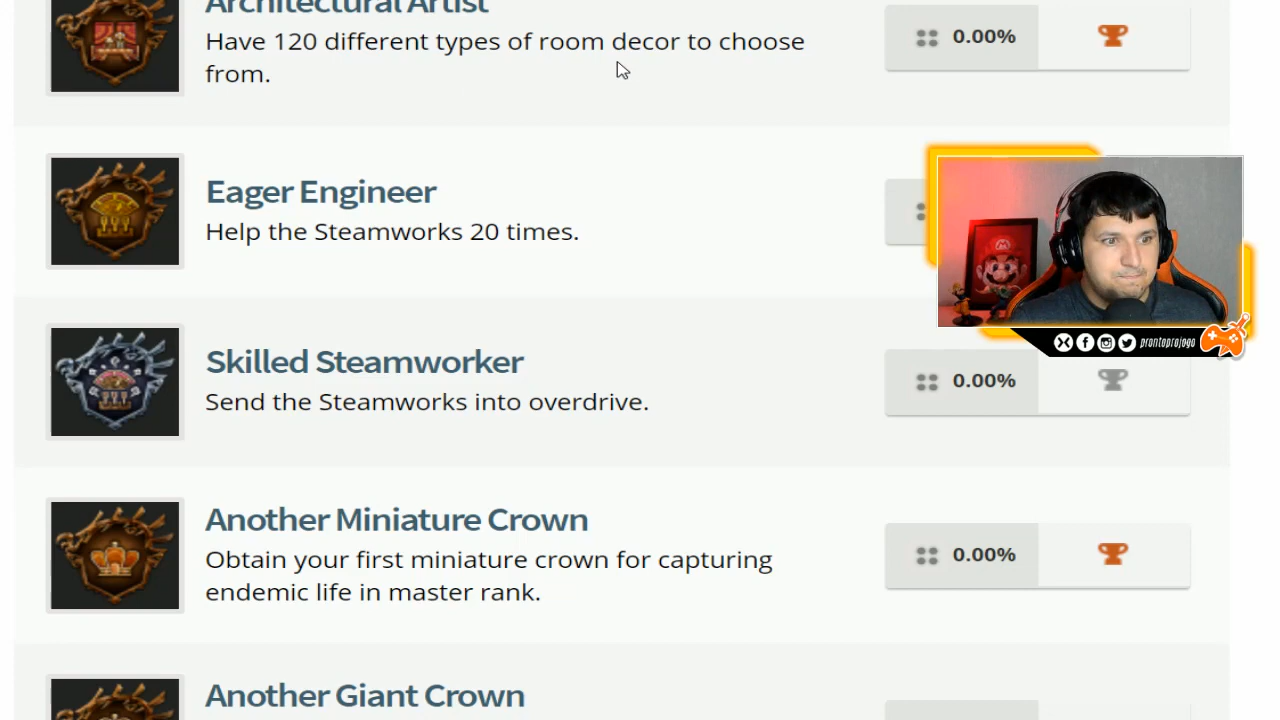 Architectural Artist
Have 120 different types of room decor to choose
from.
0.00%
Eager Engineer
Help the Steamworks 20 times.
Skilled Steamworker
Send the Steamworks into overdrive.
0.00%
prontoprojogo
Another Miniature Crown
Obtain your first miniature crown for capturing
endemic life in master rank.
0.00%
Another Giant Crown